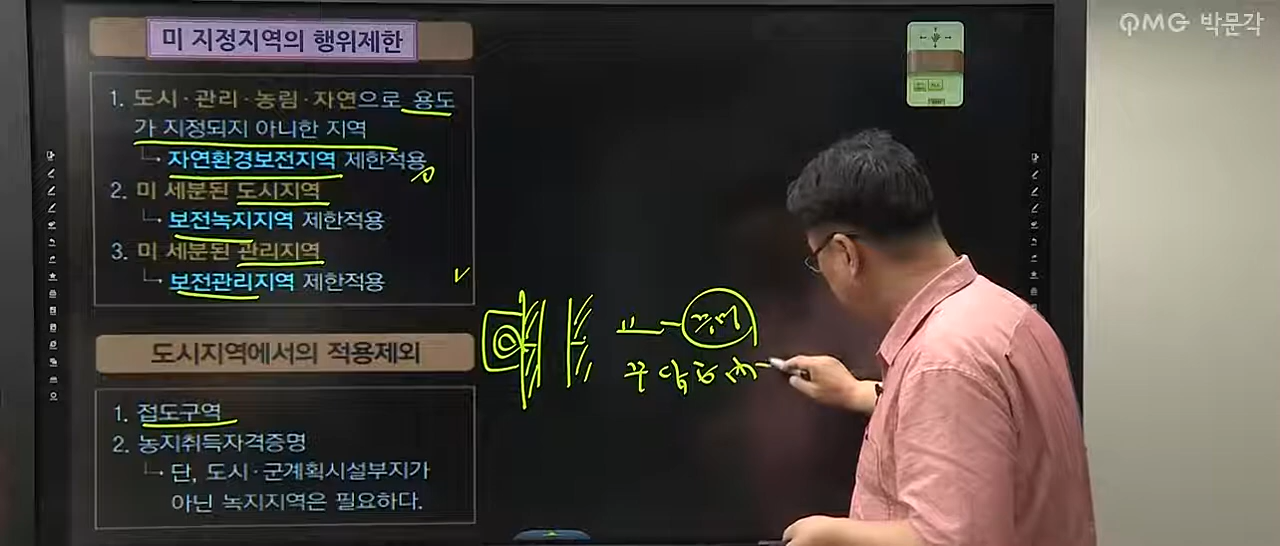 QMG 박문각
미 지정지역의 행위제한
1. 도시·관리·농림·자연으로 용도
가 지정되지 아니한 지역
↳ 자연환경보전지역 제한적용
2. 미 세분된 도시지역
↳ 보전녹지지역 제한적용
3. 미 세분된 관리지역
↳ 보전관리지역 제한적용
도시지역에서의 적용제외
1. 접도구역
2. 농지취득자격증명
↳ 단, 도시·군계획시설부지가
아닌 녹지지역은 필요하다.